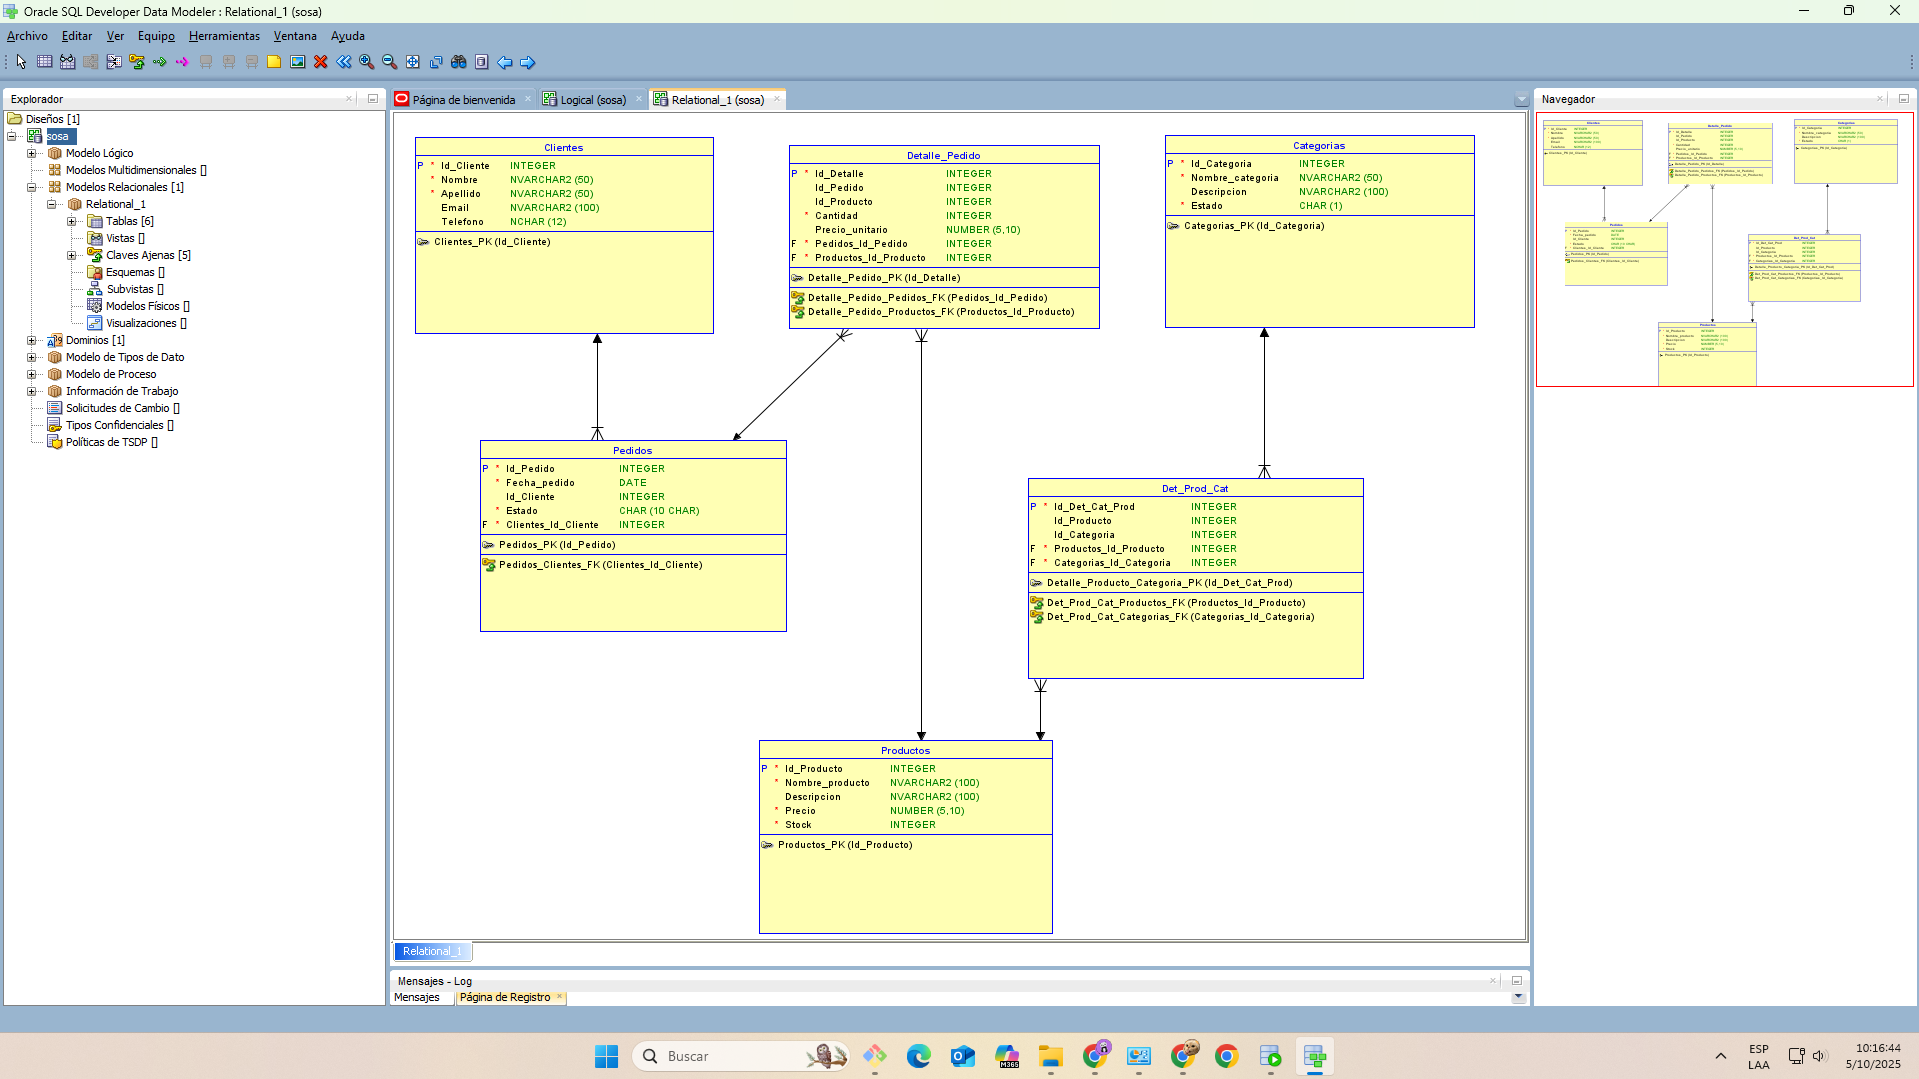 Oracle SQL Developer Data Modeler : Relational_1 (sosa)
Archivo Editar Ver Equipo Herramientas Ventana Ayuda
Explorador
Diseños [1]
sosa
Modelo Lógico
Modelos Multidimensionales []
Modelos Relacionales [1]
Relational_1
Tablas [6]
Vistas []
Claves Ajenas [5]
Esquemas []
Subvistas []
Modelos Físicos []
Visualizaciones []
Dominios [1]
Modelo de Tipos de Dato
Modelo de Proceso
Información de Trabajo
Solicitudes de Cambio []
Tipos Confidenciales []
Políticas de TSDP []
Página de bienvenida
Logical (sosa)
Relational_1 (sosa)
Clientes
P * Id_Cliente INTEGER
* Nombre NVARCHAR2 (50)
* Apellido NVARCHAR2 (50)
Email NVARCHAR2 (100)
Telefono NCHAR (12)
Clientes_PK (Id_Cliente)
Detalle_Pedido
P * Id_Detalle INTEGER
Id_Pedido INTEGER
Id_Producto INTEGER
* Cantidad INTEGER
Precio_unitario NUMBER (5,10)
F * Pedidos_Id_Pedido INTEGER
F * Productos_Id_Producto INTEGER
Detalle_Pedido_PK (Id_Detalle)
Detalle_Pedido_Pedidos_FK (Pedidos_Id_Pedido)
Detalle_Pedido_Productos_FK (Productos_Id_Producto)
Categorias
P * Id_Categoria INTEGER
* Nombre_categoria NVARCHAR2 (50)
Descripcion NVARCHAR2 (100)
* Estado CHAR (1)
Categorias_PK (Id_Categoria)
Pedidos
P * Id_Pedido INTEGER
* Fecha_pedido DATE
Id_Cliente INTEGER
* Estado CHAR (10 CHAR)
F * Clientes_Id_Cliente INTEGER
Pedidos_PK (Id_Pedido)
Pedidos_Clientes_FK (Clientes_Id_Cliente)
Det_Prod_Cat
P * Id_Det_Cat_Prod INTEGER
Id_Producto INTEGER
Id_Categoria INTEGER
F * Productos_Id_Producto INTEGER
F * Categorias_Id_Categoria INTEGER
Detalle_Producto_Categoria_PK (Id_Det_Cat_Prod)
Det_Prod_Cat_Productos_FK (Productos_Id_Producto)
Det_Prod_Cat_Categorias_FK (Categorias_Id_Categoria)
Productos
P * Id_Producto INTEGER
* Nombre_producto NVARCHAR2 (100)
Descripcion NVARCHAR2 (100)
* Precio NUMBER (5,10)
* Stock INTEGER
Productos_PK (Id_Producto)
Relational_1
Mensajes - Log
Mensajes
Página de Registro
Navegador
Buscar
M365
ESP
LAA
10:16:44
5/10/2025